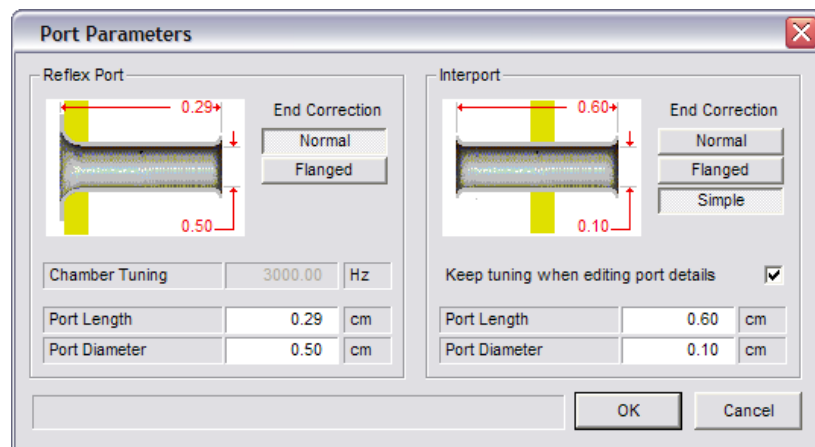 Port Parameters
Reflex Port
0.29
End Correction
Normal
Flanged
0.50
Chamber Tuning 3000.00 Hz
Port Length 0.29 cm
Port Diameter 0.50 cm
Interport
0.60
End Correction
Normal
Flanged
Simple
0.10
Keep tuning when editing port details
Port Length 0.60 cm
Port Diameter 0.10 cm
OK Cancel